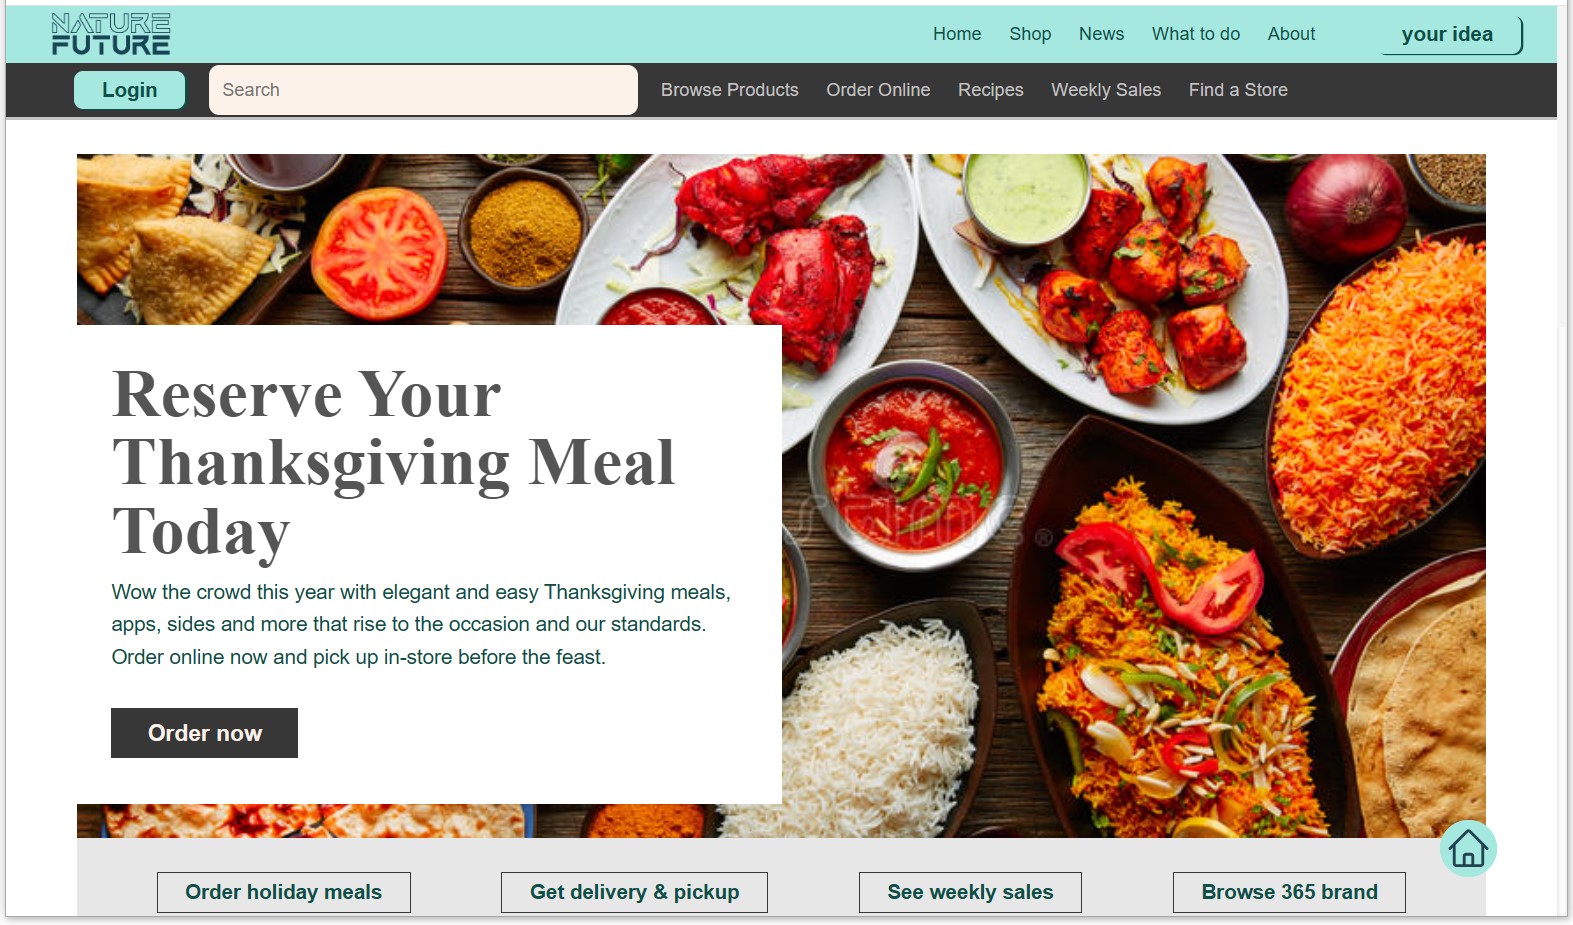 NATURE
FUTURE
Home Shop News What to do About your idea
Login Search Browse Products Order Online Recipes Weekly Sales Find a Store
Reserve Your
Thanksgiving Meal
Today
Wow the crowd this year with elegant and easy Thanksgiving meals,
apps, sides and more that rise to the occasion and our standards.
Order online now and pick up in-store before the feast.
Order now
Order holiday meals Get delivery & pickup See weekly sales Browse 365 brand